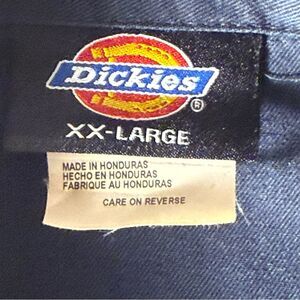 Dickies
®
XX-LARGE
MADE IN HONDURAS
HECHO EN HONDURAS
FABRIQUE AU HONDURAS
CARE ON REVERSE